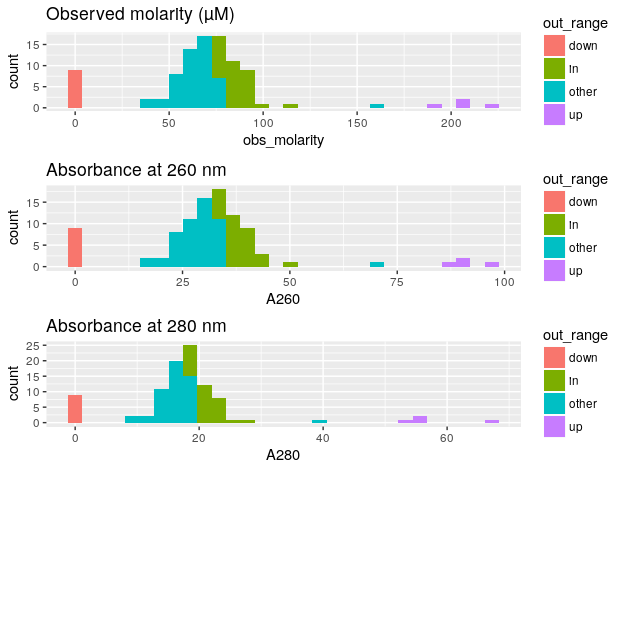 Observed molarity (µM)
count
15
10
5
0
0
50
100
150
200
obs_molarity
out_range
down
in
other
up
Absorbance at 260 nm
count
15
10
5
0
0
25
50
75
100
A260
out_range
down
in
other
up
Absorbance at 280 nm
count
25
20
15
10
5
0
0
20
40
60
A280
out_range
down
in
other
up